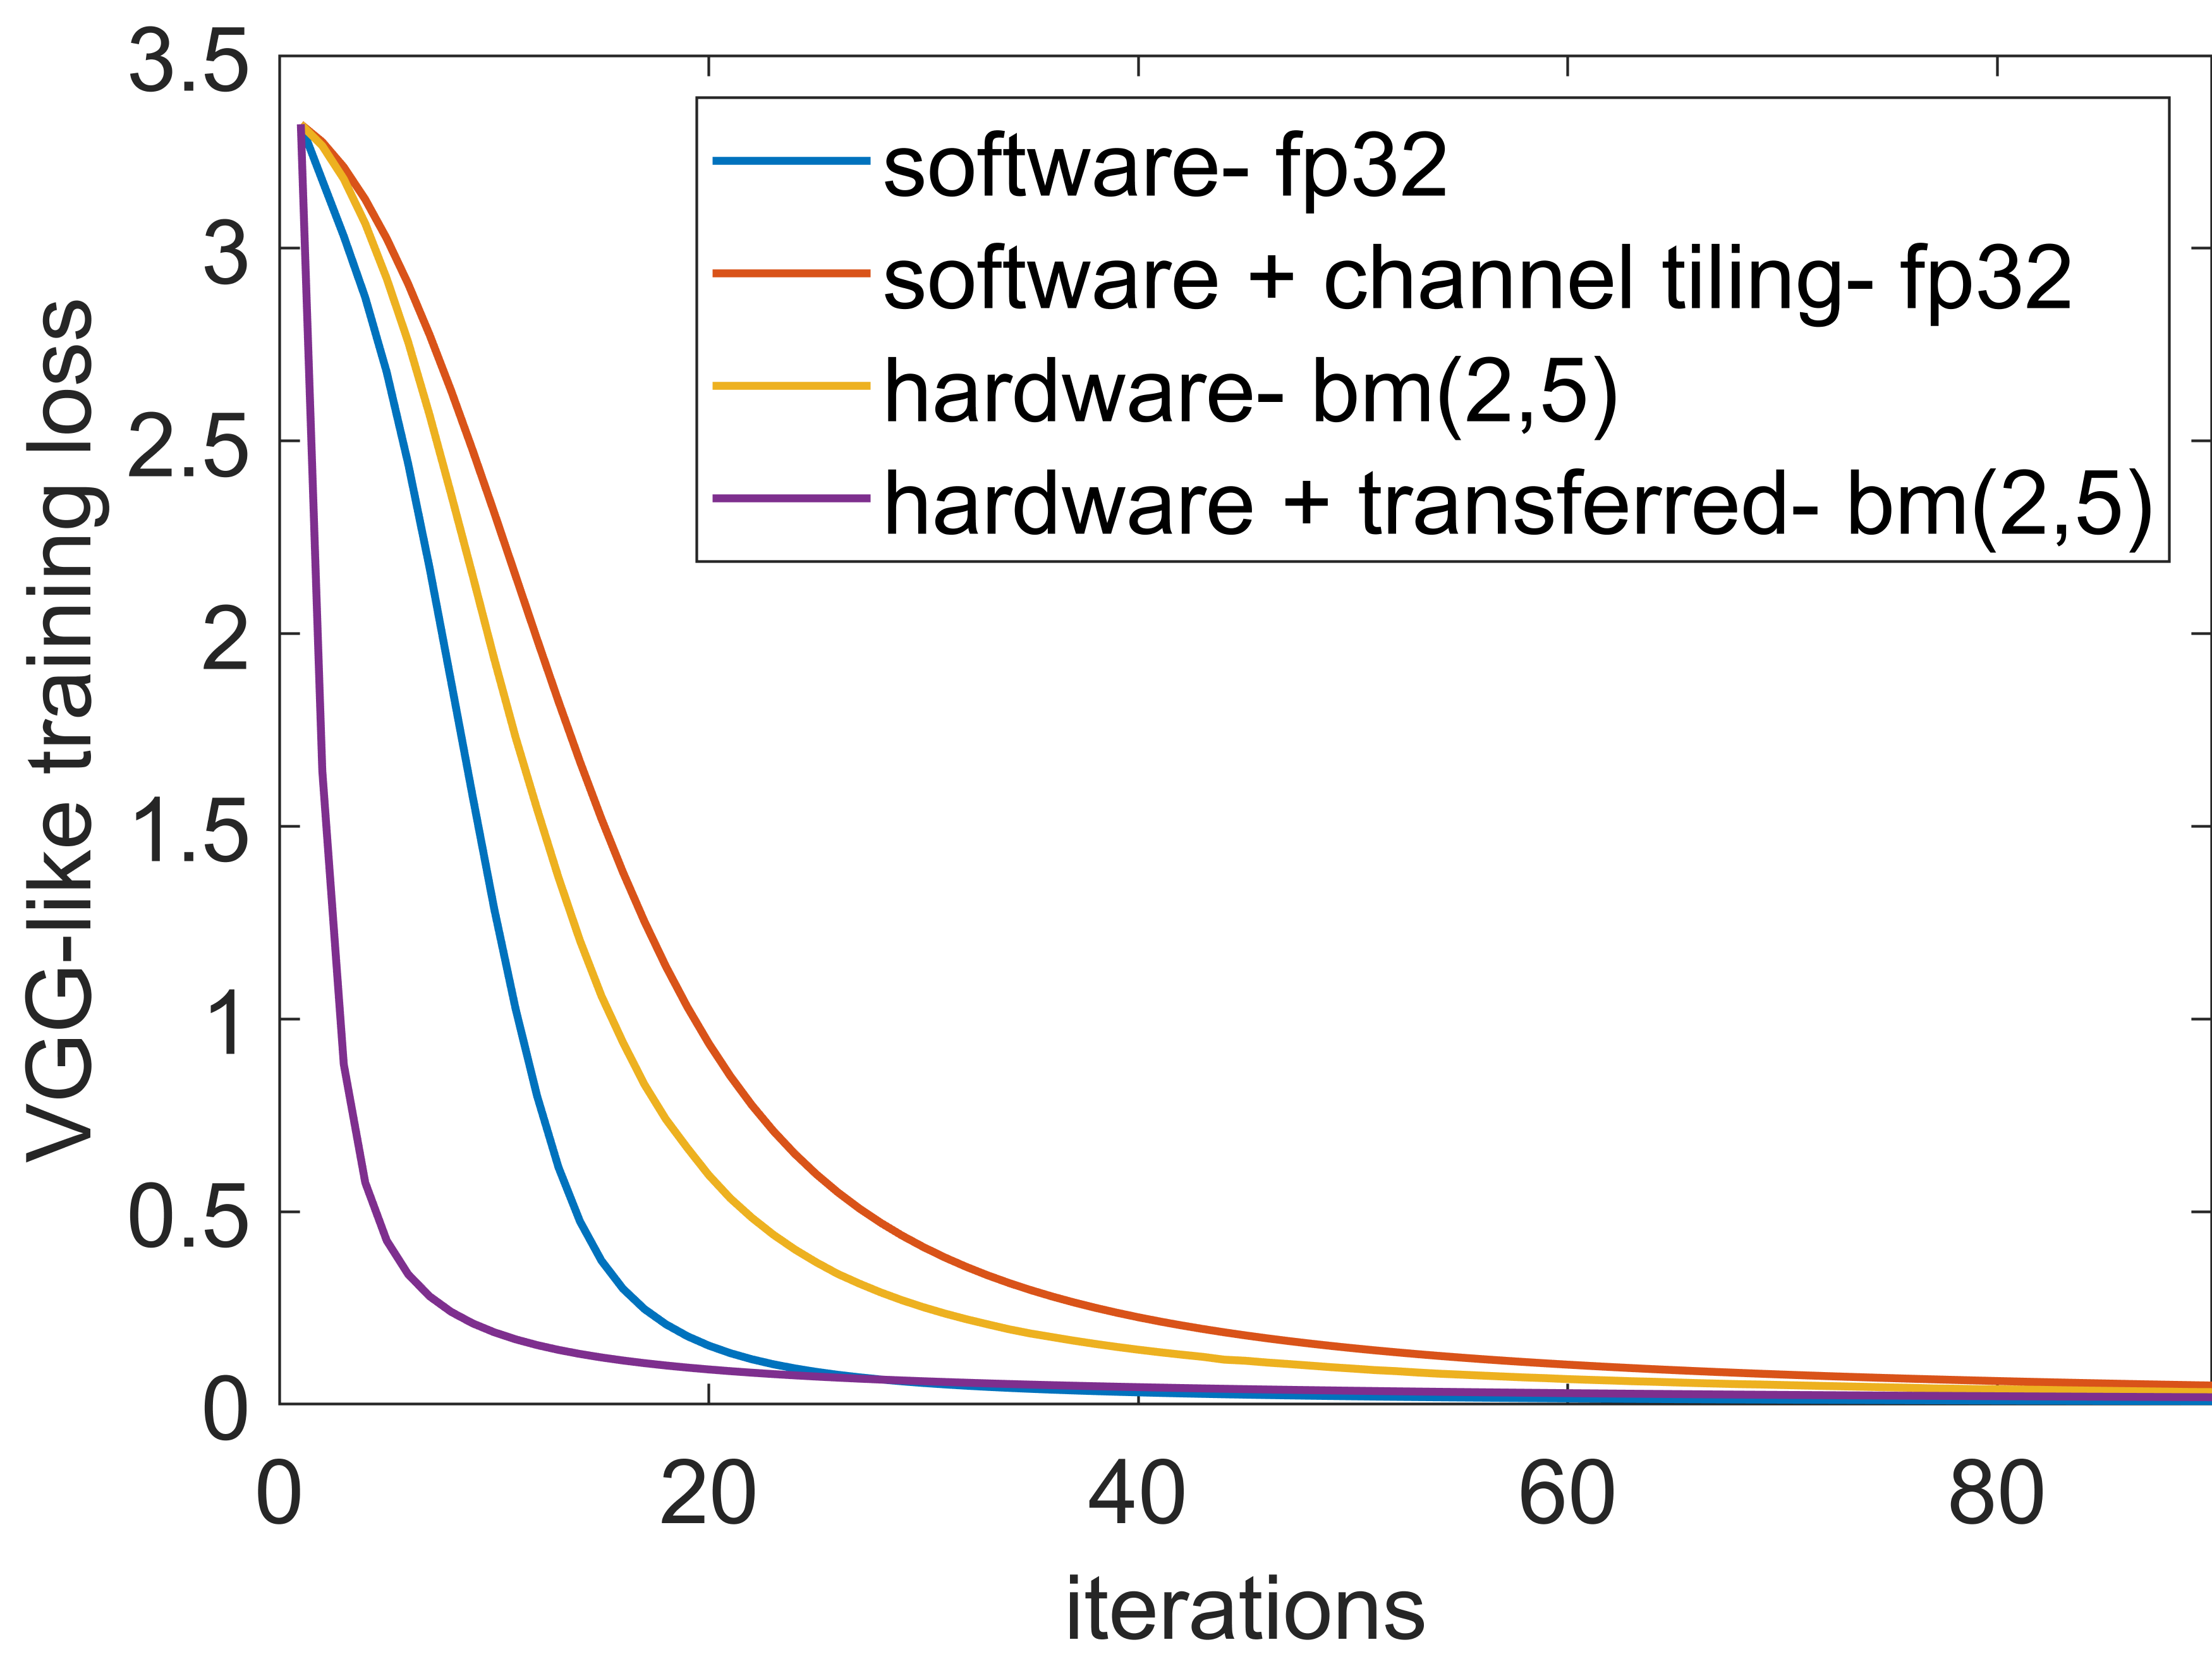 3.5
3
2.5
2
1.5
1
0.5
0
VGG-like training loss
software- fp32
software + channel tiling- fp32
hardware- bm(2,5)
hardware + transferred- bm(2,5)
0 20 40 60 80
iterations